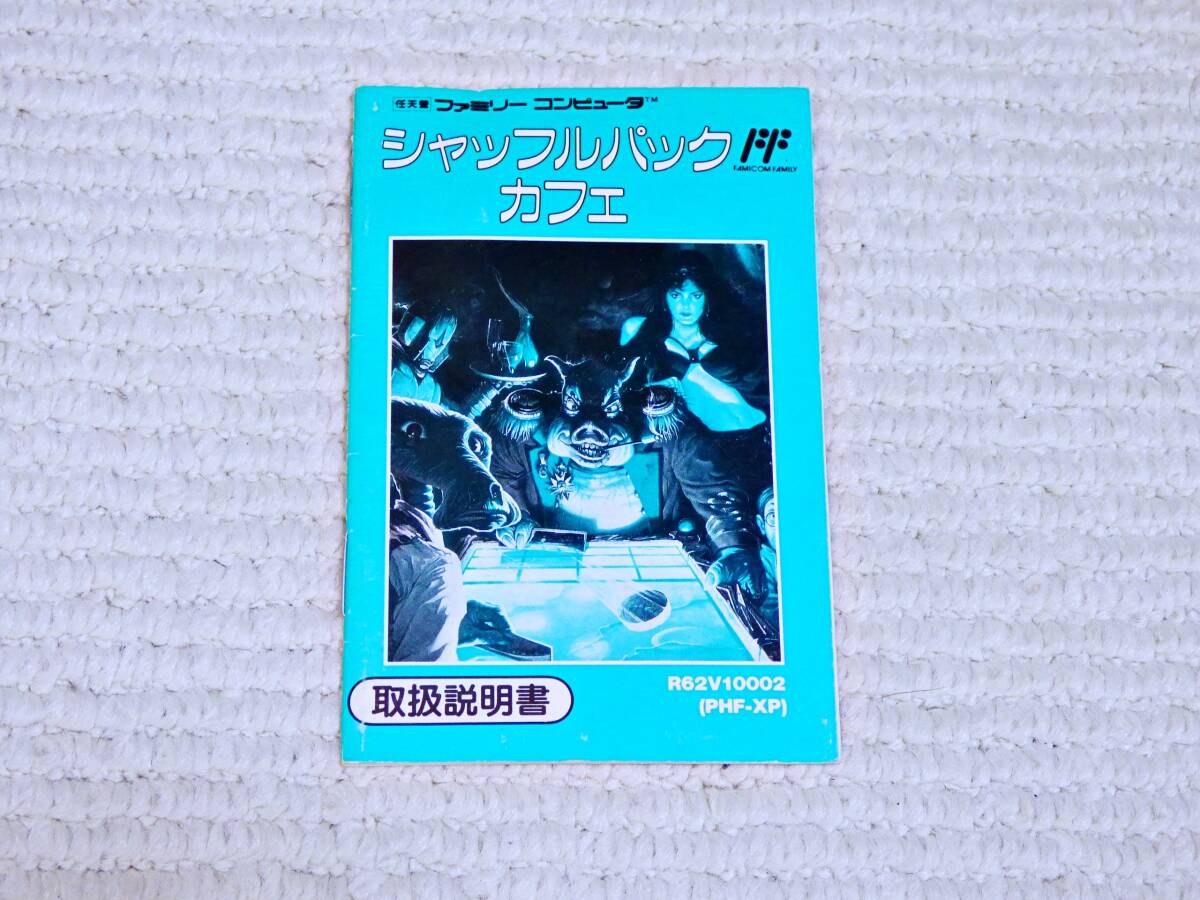 任天堂 ファミリー コンピュータ™
シャッフルパック
カフェ
FAMICOM FAMILY
取扱説明書
R62V10002
(PHF-XP)